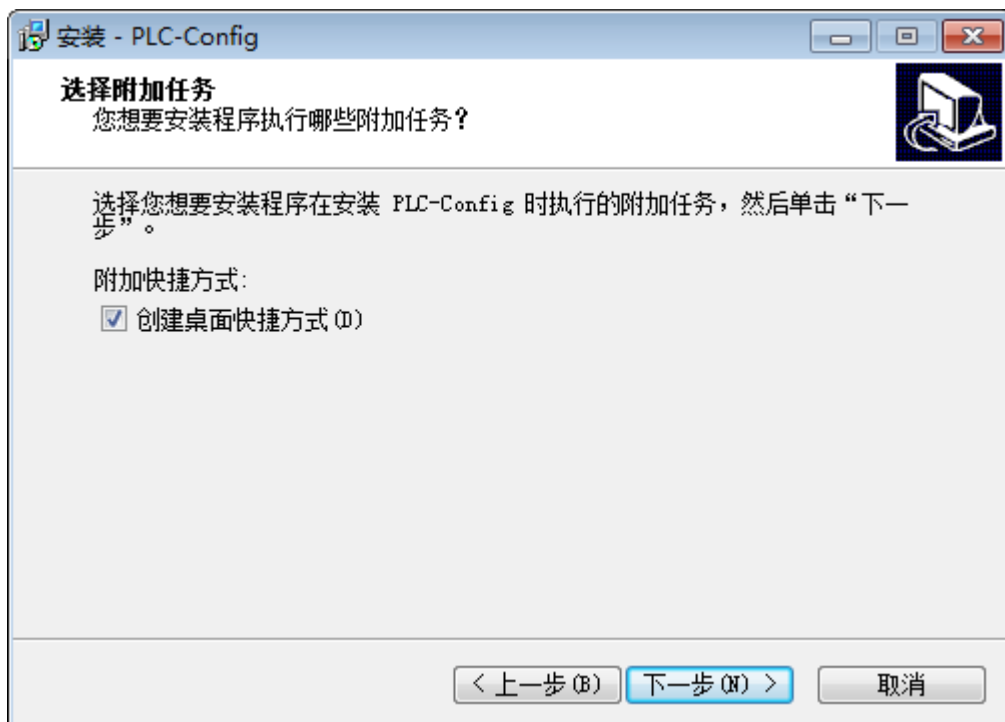 安装 - PLC-Config
选择附加任务
您想要安装程序执行哪些附加任务？
选择您想要安装程序在安装 PLC-Config 时执行的附加任务，然后单击“下一
步”。
附加快捷方式:
创建桌面快捷方式(D)
< 上一步(B)
下一步(N) >
取消